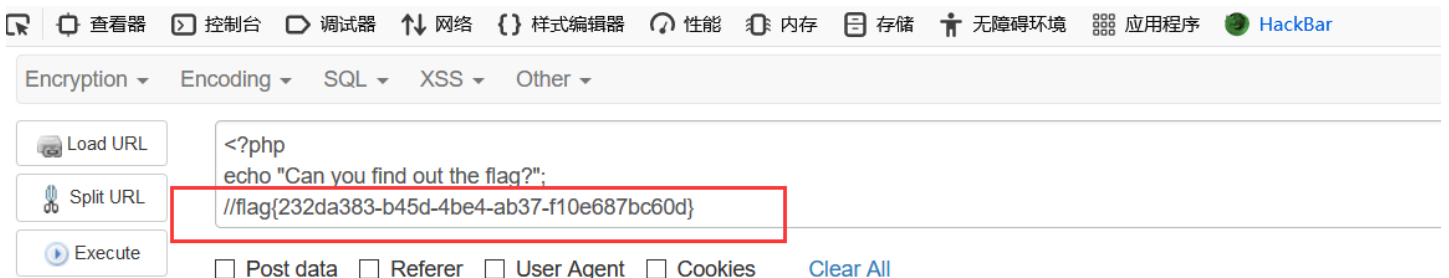 查看器 控制台 调试器 网络 {} 样式编辑器 性能 内存 存储 无障碍环境 应用程序 HackBar
Encryption Encoding SQL XSS Other
Load URL
Split URL
Execute
<?php
echo "Can you find out the flag?";
//flag{232da383-b45d-4be4-ab37-f10e687bc60d}
Post data Referer User Agent Cookies Clear All